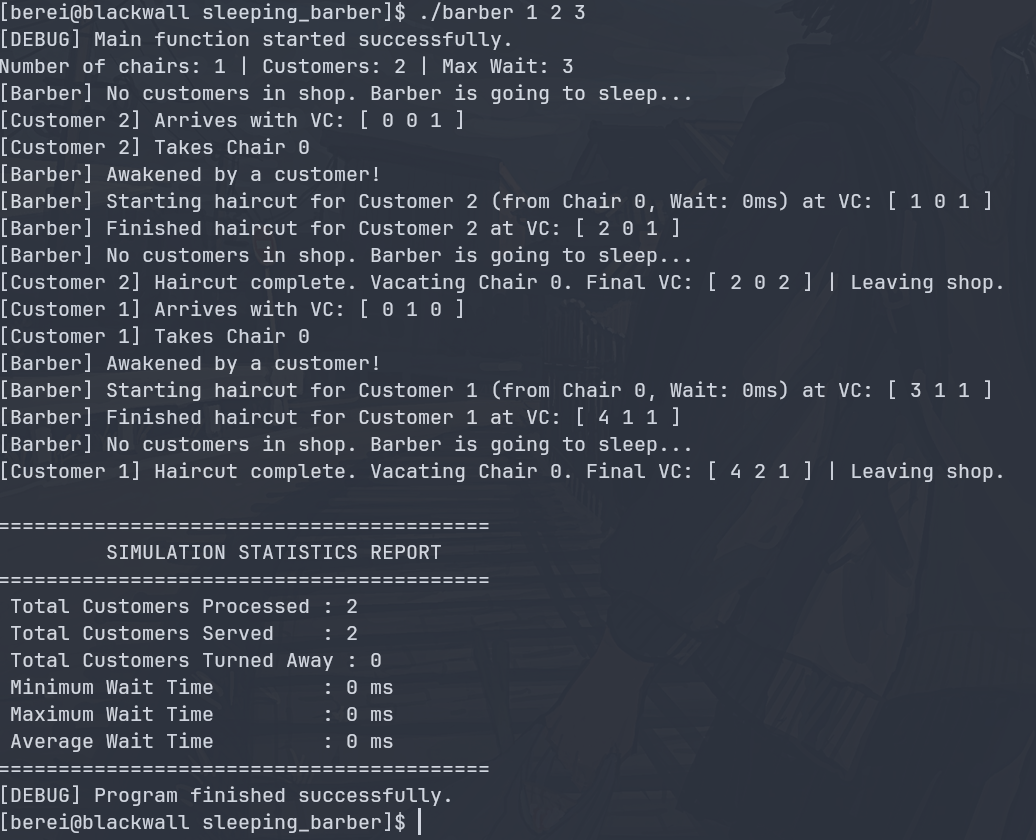 [berei@blackwall sleeping_barber]$ ./barber 1 2 3
[DEBUG] Main function started successfully.
Number of chairs: 1 | Customers: 2 | Max Wait: 3
[Barber] No customers in shop. Barber is going to sleep...
[Customer 2] Arrives with VC: [ 0 0 1 ]
[Customer 2] Takes Chair 0
[Barber] Awakened by a customer!
[Barber] Starting haircut for Customer 2 (from Chair 0, Wait: 0ms) at VC: [ 1 0 1 ]
[Barber] Finished haircut for Customer 2 at VC: [ 2 0 1 ]
[Barber] No customers in shop. Barber is going to sleep...
[Customer 2] Haircut complete. Vacating Chair 0. Final VC: [ 2 0 2 ] | Leaving shop.
[Customer 1] Arrives with VC: [ 0 1 0 ]
[Customer 1] Takes Chair 0
[Barber] Awakened by a customer!
[Barber] Starting haircut for Customer 1 (from Chair 0, Wait: 0ms) at VC: [ 3 1 1 ]
[Barber] Finished haircut for Customer 1 at VC: [ 4 1 1 ]
[Barber] No customers in shop. Barber is going to sleep...
[Customer 1] Haircut complete. Vacating Chair 0. Final VC: [ 4 2 1 ] | Leaving shop.
=========================================
SIMULATION STATISTICS REPORT
=========================================
Total Customers Processed : 2
Total Customers Served    : 2
Total Customers Turned Away : 0
Minimum Wait Time         : 0 ms
Maximum Wait Time         : 0 ms
Average Wait Time         : 0 ms
=========================================
[DEBUG] Program finished successfully.
[berei@blackwall sleeping_barber]$